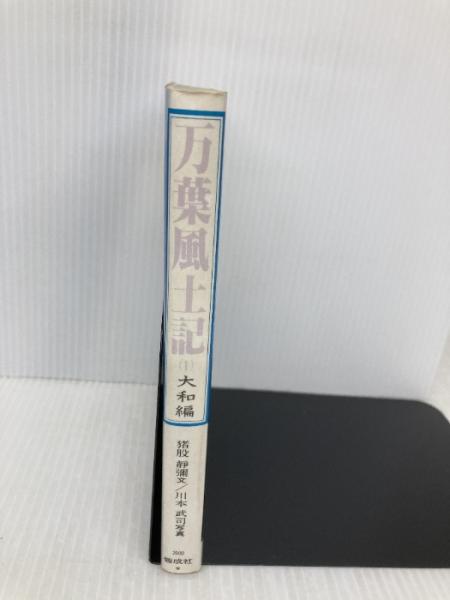 万葉風土記
(1)
大和編
猪股 靜彌文/川本 武司写真
偕成社